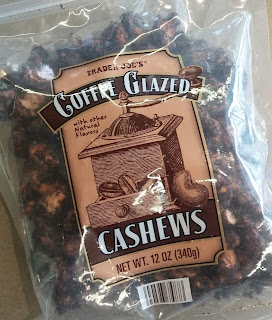 TRADER JOE'S®
COFFEE GLAZED
with other
Natural
Flavors
CASHEWS
NET WT. 12 OZ (340g)